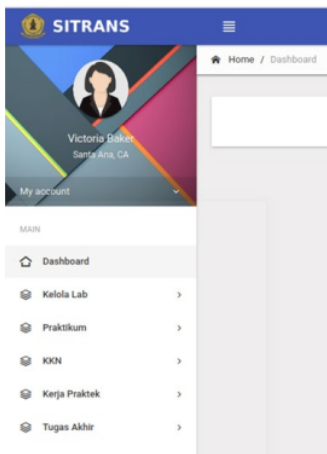 SITRANS
Home / Dashboard
Victoria Baker
Santa Ana, CA
My account
MAIN
Dashboard
Kelola Lab
Praktikum
KKN
Kerja Praktek
Tugas Akhir